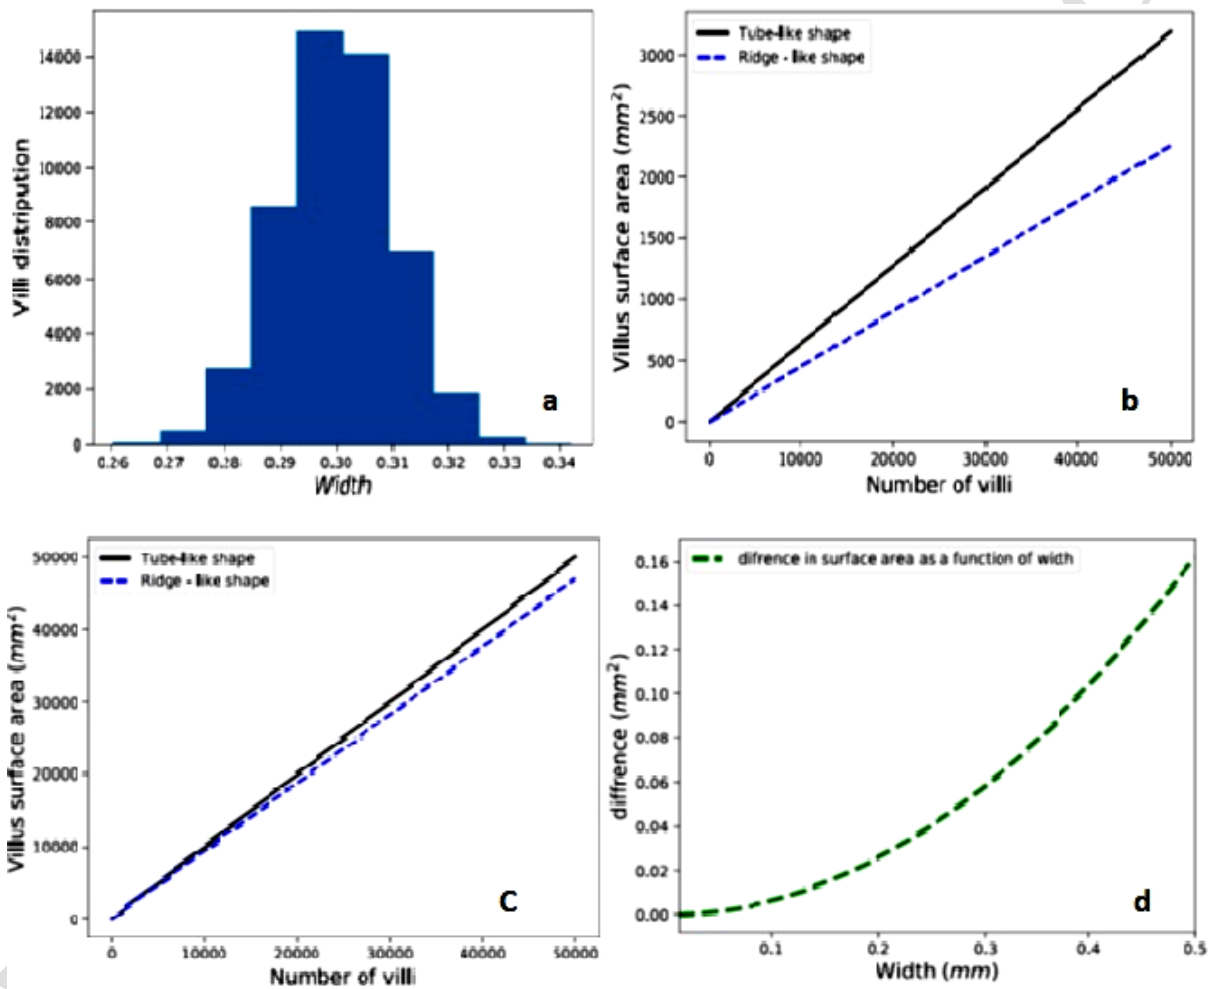 14000
12000
10000
8000
6000
4000
2000
0
0.26 0.27 0.28 0.29 0.30 0.31 0.32 0.33 0.34
Width
Villi distripution
a
Tube-like shape
Ridge - like shape
3000
2500
2000
1500
1000
500
0
0 10000 20000 30000 40000 50000
Number of villi
Villus surface area (mm²)
b
Tube-like shape
Ridge - like shape
50000
40000
30000
20000
10000
0
0 10000 20000 30000 40000 50000
Number of villi
Villus surface area (mm²)
C
difrence in surface area as a function of width
0.16
0.14
0.12
0.10
0.08
0.06
0.04
0.02
0.00
0.1 0.2 0.3 0.4 0.5
Width (mm)
diffrence (mm²)
d